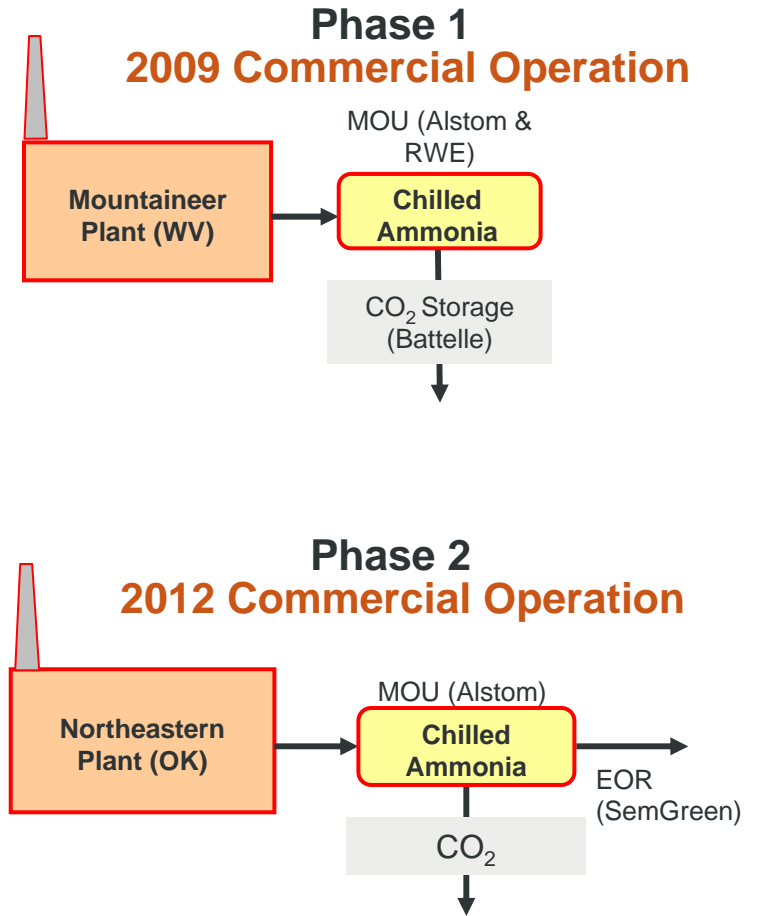 Phase 1
2009 Commercial Operation
MOU (Alstom &
RWE)
Mountaineer
Plant (WV)
Chilled
Ammonia
CO₂ Storage
(Battelle)
Phase 2
2012 Commercial Operation
MOU (Alstom)
Northeastern
Plant (OK)
Chilled
Ammonia
EOR
(SemGreen)
CO₂